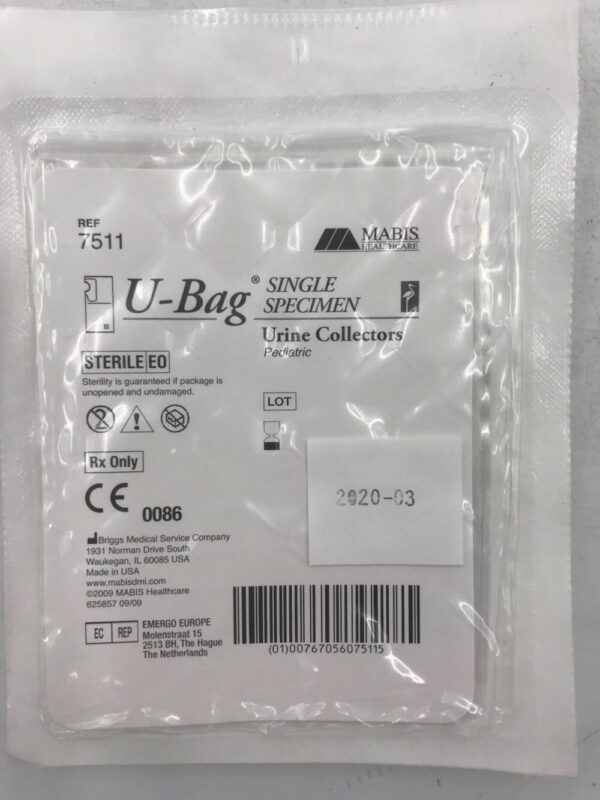 REF
7511
MABIS
HEALTHCARE
U-Bag® SINGLE
SPECIMEN
Urine Collectors
Pediatric
STERILE EO
Sterility is guaranteed if package is
unopened and undamaged.
LOT
2
Rx Only
2020-03
CE 0086
Briggs Medical Service Company
1931 Norman Drive South
Waukegan, IL 60085 USA
Made in USA
www.mabisdmi.com
©2009 MABIS Healthcare
625857 09/09
EC REP
EMERGO EUROPE
Molenstraat 15
2513 BH, The Hague
The Netherlands
(01)00767056075115